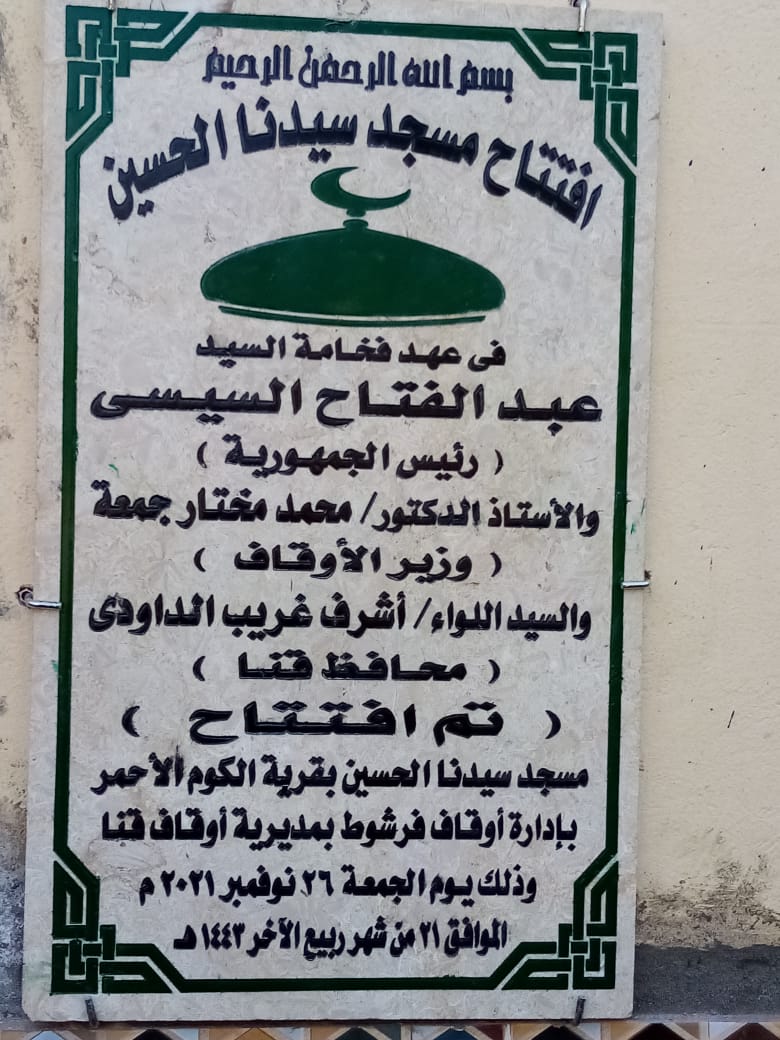 بسم الله الرحمن الرحيم
افتتاح مسجد سيدنا الحسين
فى عهد فخامة السيد
عبد الفتاح السيسى
( رئيس الجمهورية )
والأستاذ الدكتور/ محمد مختار جمعة
( وزير الأوقاف )
والسيد اللواء/ أشرف غريب الداودى
( محافظ قنا )
( تم افتتاح )
مسجد سيدنا الحسين بقرية الكوم الأحمر
بإدارة أوقاف فرشوط بمديرية أوقاف قنا
وذلك يوم الجمعة ٢٦ نوفمبر ٢٠٢١ م
الموافق ٢١ من شهر ربيع الآخر ١٤٤٣ هـ